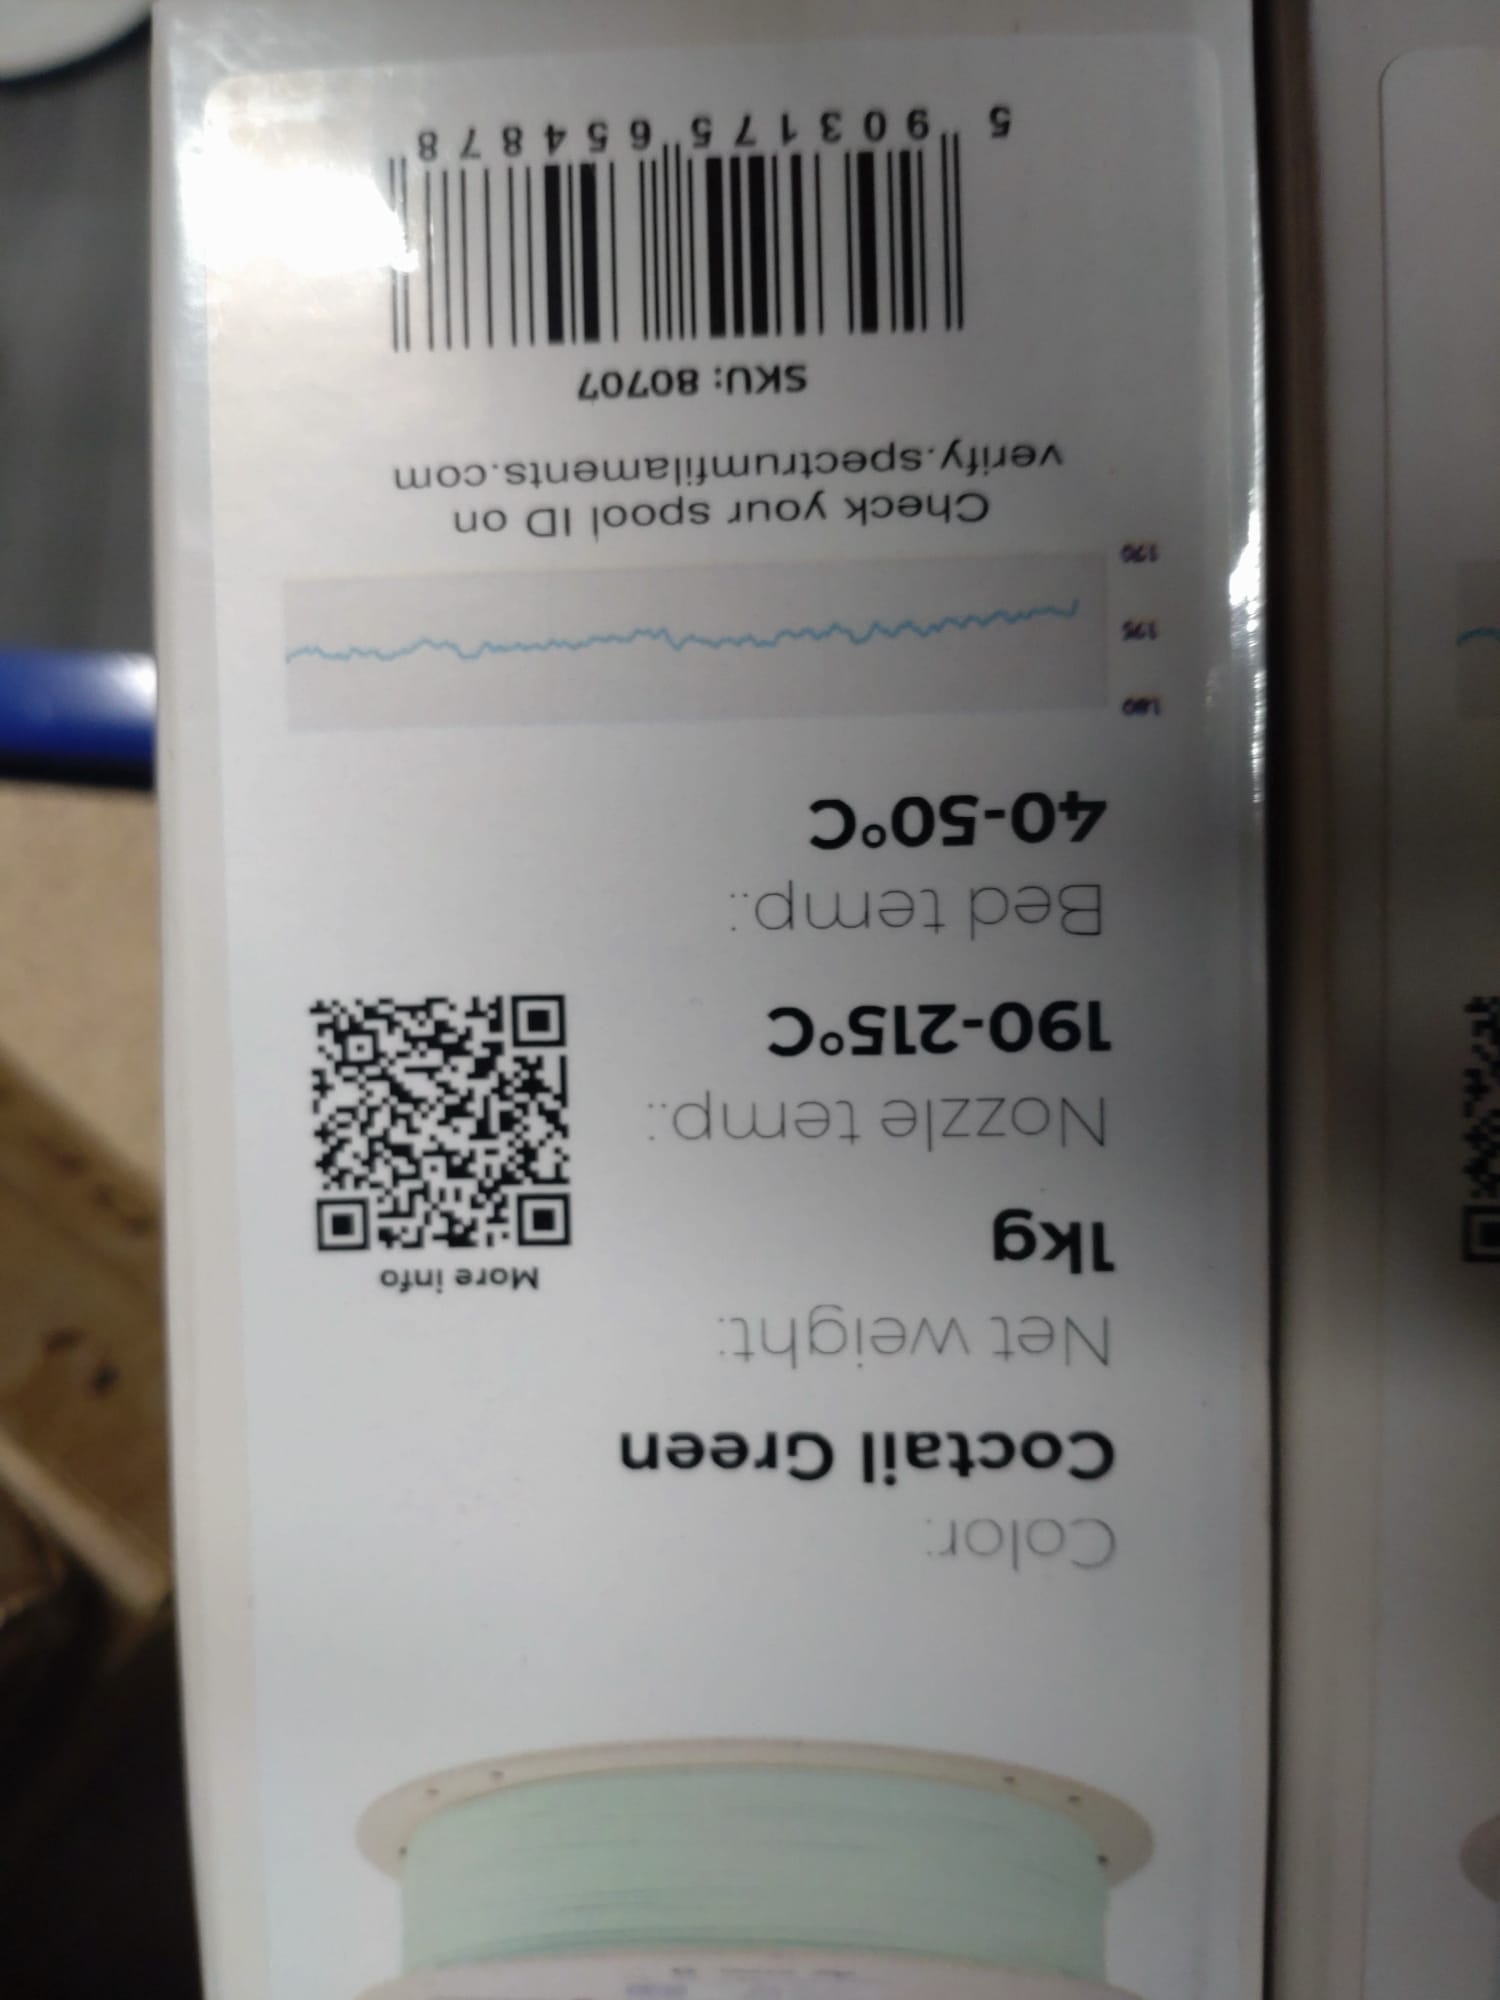 Color:
Coctail Green
Net weight:
1kg
More info
Nozzle temp.:
190-215°C
Bed temp.:
40-50°C
1.80
1.75
1.70
Check your spool ID on
verify.spectrumfilaments.com
SKU: 80707
5 903175 654878